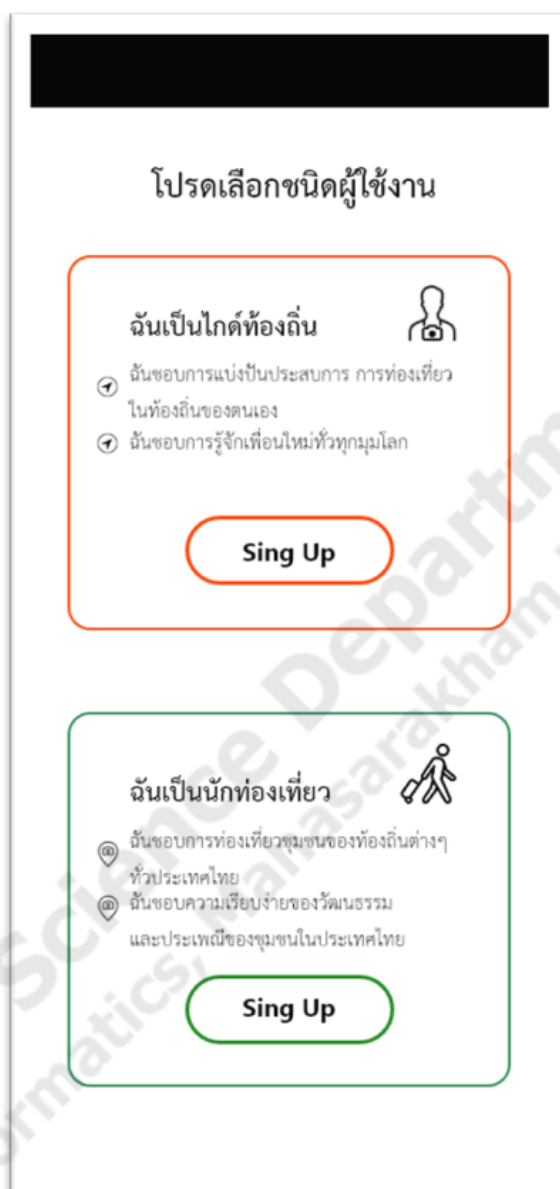 โปรดเลือกชนิดผู้ใช้งาน
ฉันเป็นไกด์ท้องถิ่น
ฉันชอบการแบ่งปันประสบการ การท่องเที่ยว
ในท้องถิ่นของตนเอง
ฉันชอบการรู้จักเพื่อนใหม่ทั่วทุกมุมโลก
Sing Up
ฉันเป็นนักท่องเที่ยว
ฉันชอบการท่องเที่ยวชุมชนของท้องถิ่นต่างๆ
ทั่วประเทศไทย
ฉันชอบความเรียบง่ายของวัฒนธรรม
และประเพณีของชุมชนในประเทศไทย
Sing Up
Science Departm
ormatics, Mahasarakham